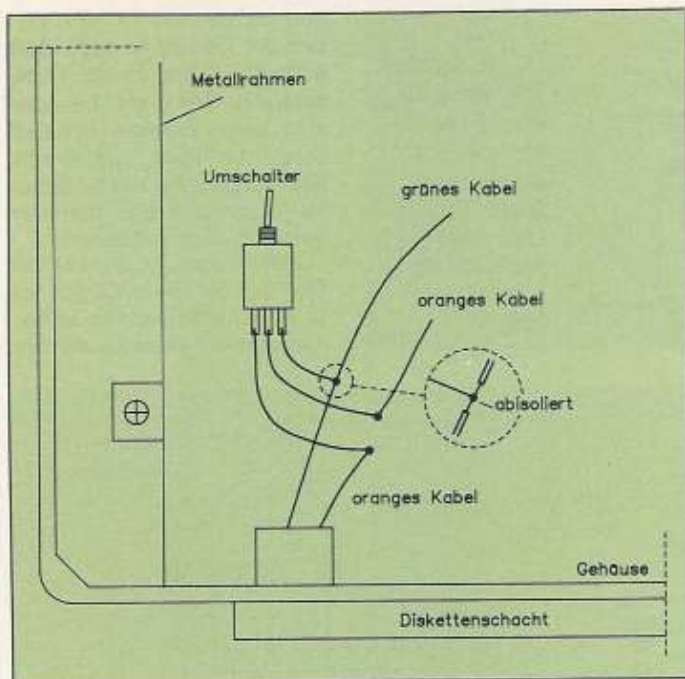 Metallrahmen
Umschalter
grünes Kabel
oranges Kabel
abisoliert
oranges Kabel
Gehäuse
Diskettenschacht